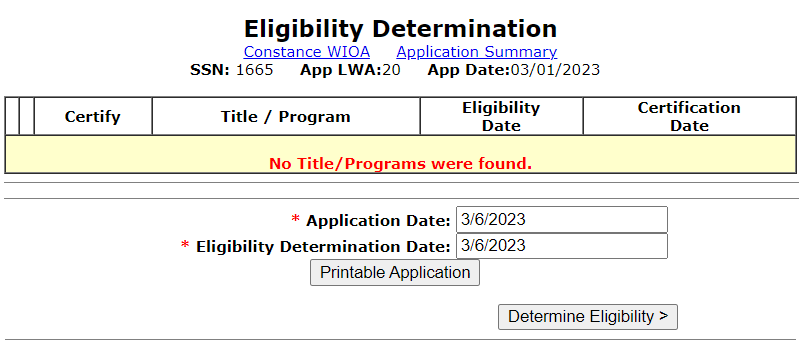 Eligibility Determination
Constance WIOA Application Summary
SSN: 1665 App LWA:20 App Date:03/01/2023
Certify Title / Program Eligibility Date Certification Date
No Title/Programs were found.
* Application Date: 3/6/2023
* Eligibility Determination Date: 3/6/2023
Printable Application
Determine Eligibility >